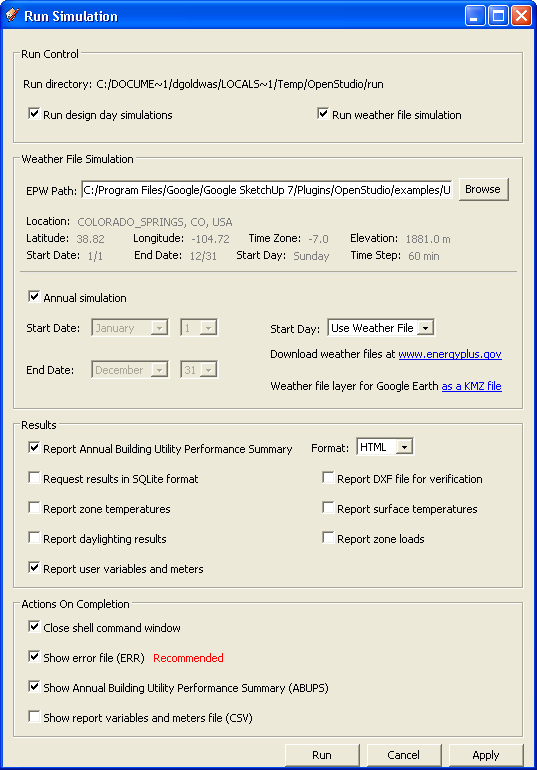 Run Simulation
Run Control
Run directory: C:/DOCUME~1/dgoldwas/LOCALS~1/Temp/OpenStudio/run
Run design day simulations Run weather file simulation
Weather File Simulation
EPW Path: C:/Program Files/Google/Google SketchUp 7/Plugins/OpenStudio/examples/U Browse
Location: COLORADO_SPRINGS, CO, USA
Latitude: 38.82 Longitude: -104.72 Time Zone: -7.0 Elevation: 1881.0 m
Start Date: 1/1 End Date: 12/31 Start Day: Sunday Time Step: 60 min
Annual simulation
Start Date: January 1 Start Day: Use Weather File
Download weather files at www.energyplus.gov
End Date: December 31
Weather file layer for Google Earth as a KMZ file
Results
Report Annual Building Utility Performance Summary Format: HTML
Request results in SQLite format Report DXF file for verification
Report zone temperatures Report surface temperatures
Report daylighting results Report zone loads
Report user variables and meters
Actions On Completion
Close shell command window
Show error file (ERR) Recommended
Show Annual Building Utility Performance Summary (ABUPS)
Show report variables and meters file (CSV)
Run Cancel Apply